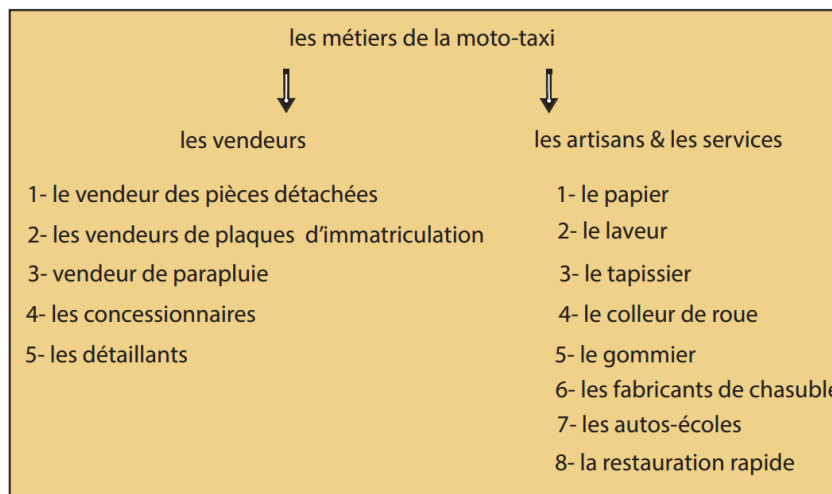 les métiers de la moto-taxi
les vendeurs
1- le vendeur des pièces détachées
2- les vendeurs de plaques d'immatriculation
3- vendeur de parapluie
4- les concessionnaires
5- les détaillants
les artisans & les services
1- le papier
2- le laveur
3- le tapissier
4- le colleur de roue
5- le gommier
6- les fabricants de chasuble
7- les autos-écoles
8- la restauration rapide